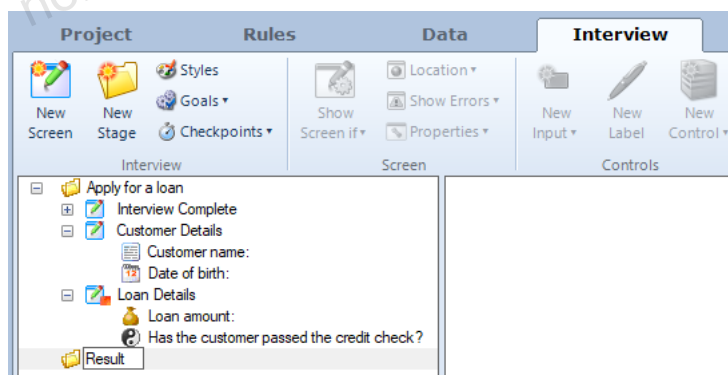 Project Rules Data Interview
New Screen
New Stage
Styles
Goals
Checkpoints
Interview
Show Screen if
Location
Show Errors
Properties
Screen
New Input
New Label
New Control
Controls
Apply for a loan
Interview Complete
Customer Details
Customer name:
12
Date of birth:
Loan Details
Loan amount:
Has the customer passed the credit check?
Result